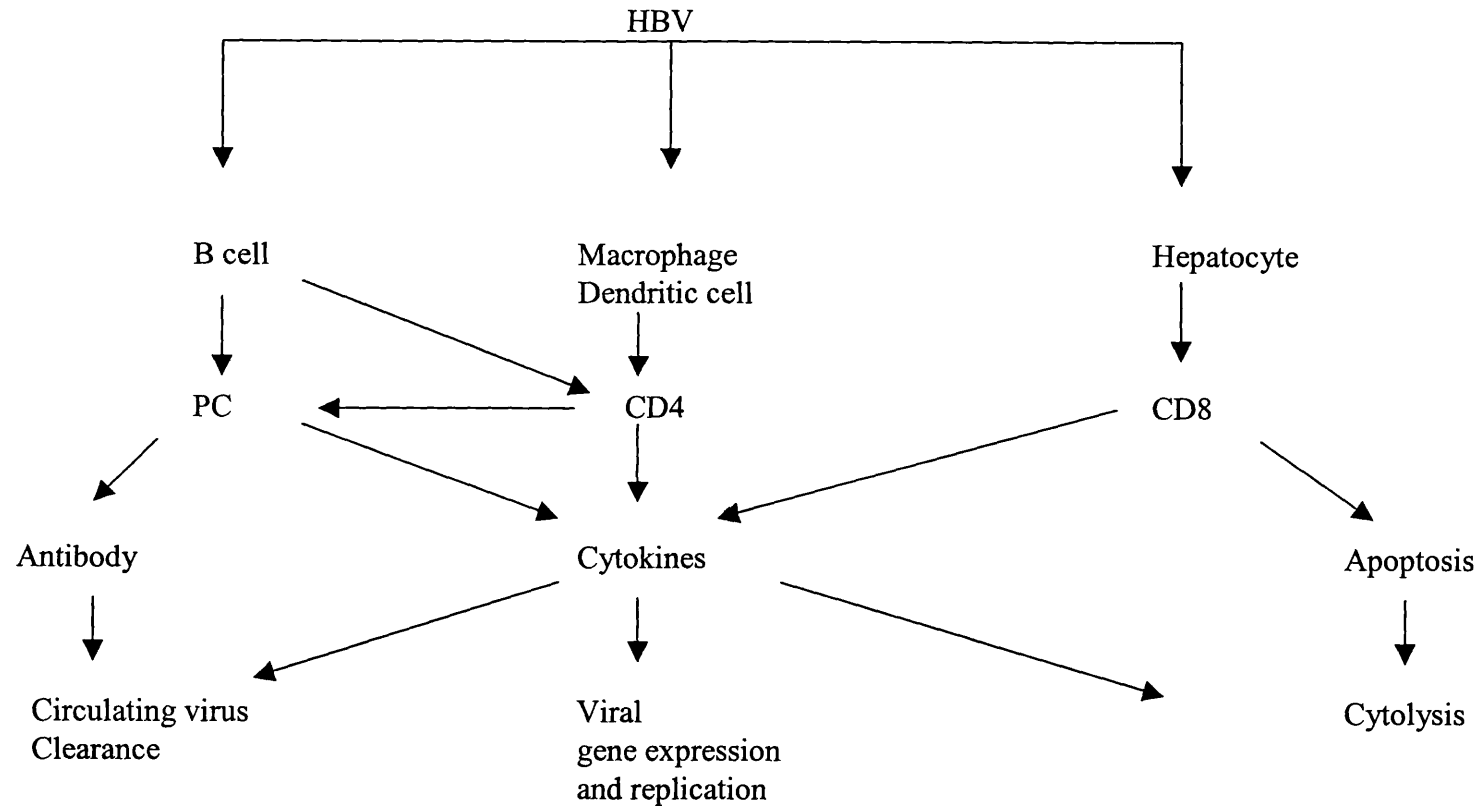 HBV
B cell
Macrophage
Dendritic cell
Hepatocyte
PC
CD4
CD8
Antibody
Cytokines
Apoptosis
Circulating virus
Clearance
Viral
gene expression
and replication
Cytolysis